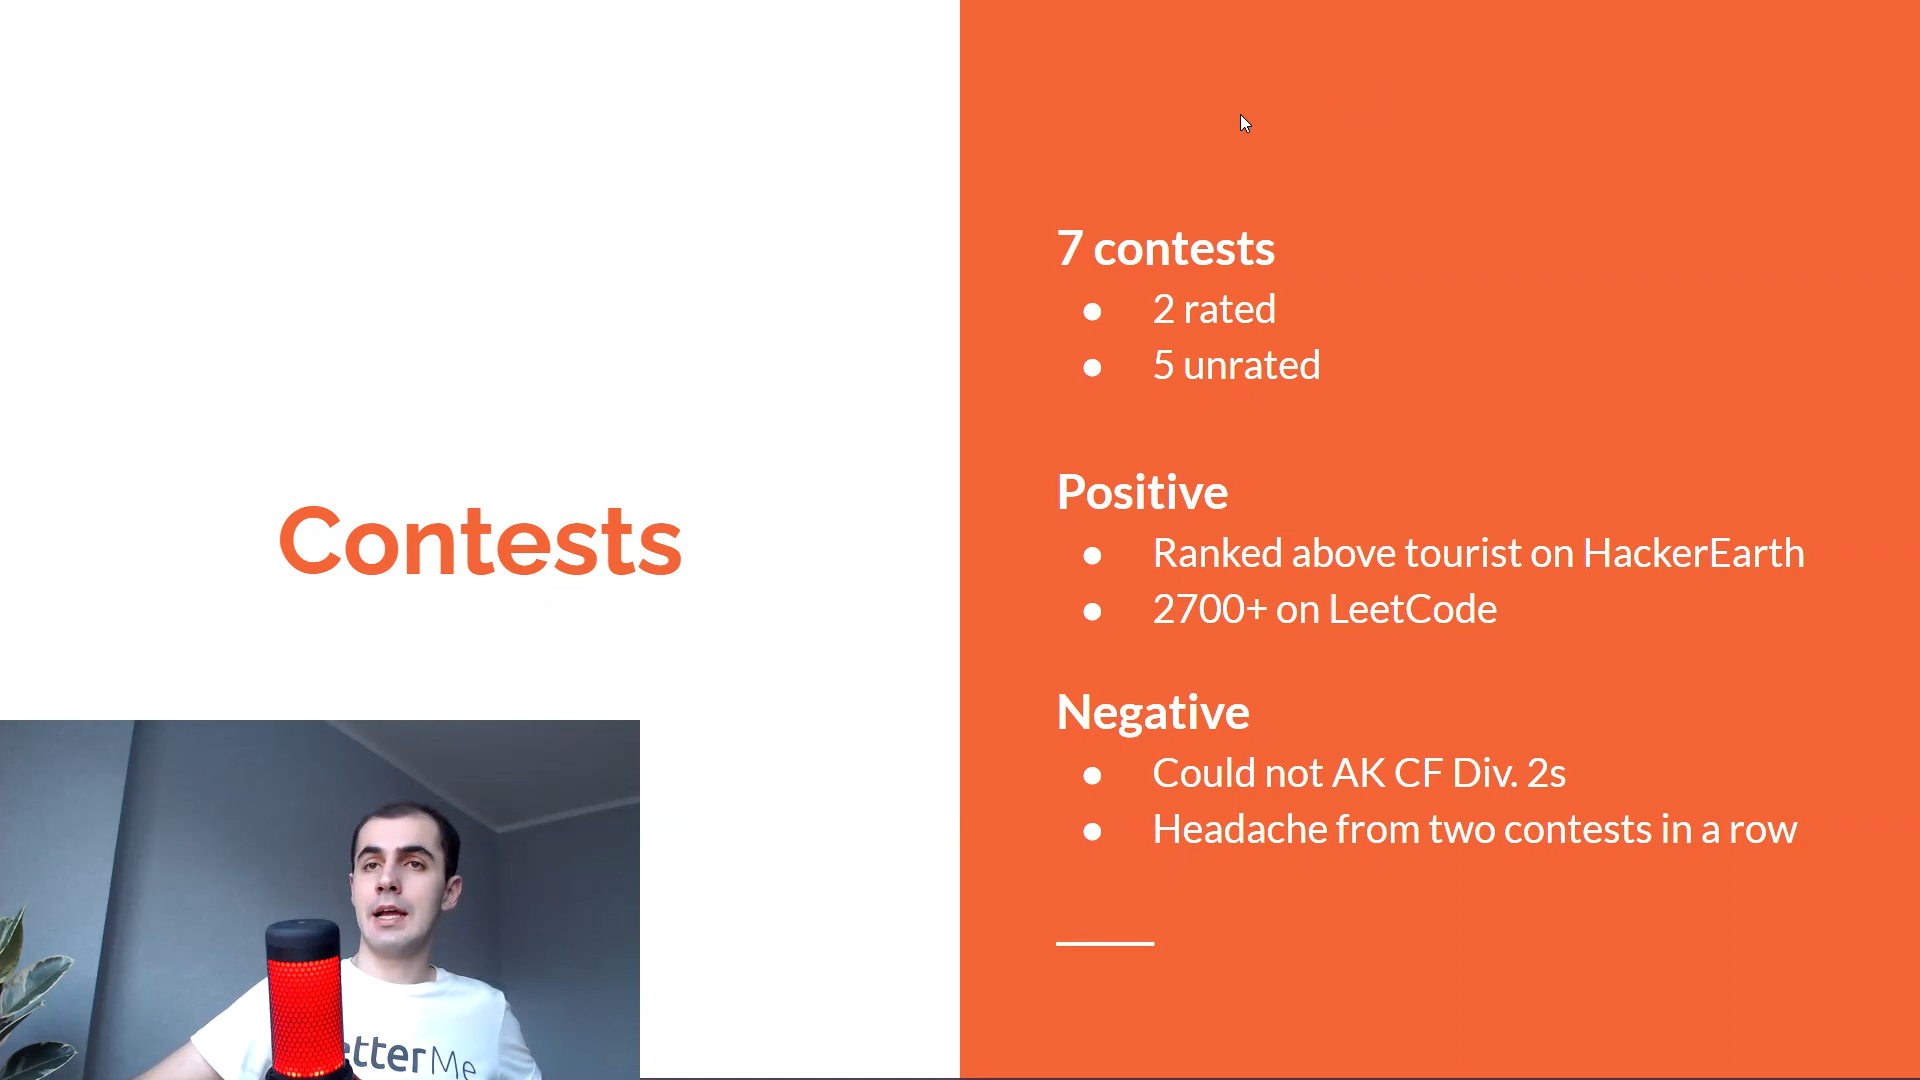 Contests
7 contests
● 2 rated
● 5 unrated
Positive
● Ranked above tourist on HackerEarth
● 2700+ on LeetCode
Negative
● Could not AK CF Div. 2s
● Headache from two contests in a row
etterMe